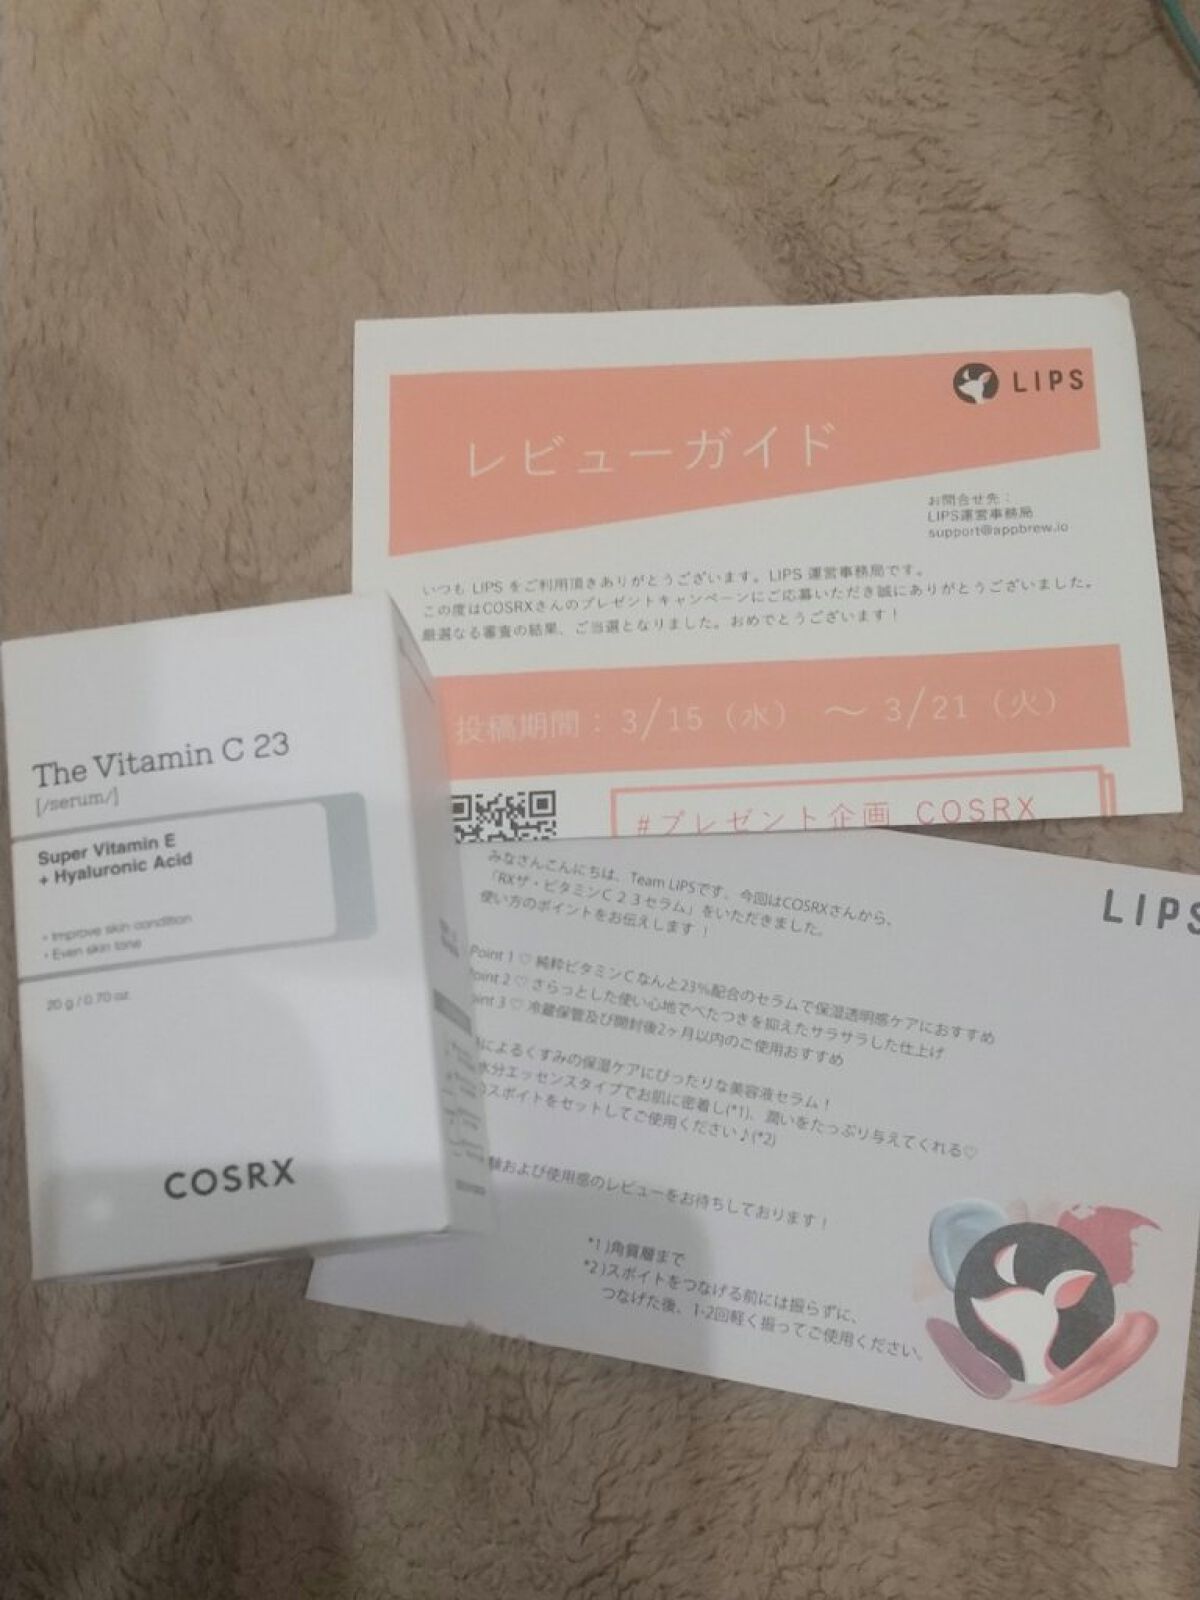 LIPS
レビューガイド
お問合せ先：
LIPS運営事務局
support@appbrew.io
いつも LIPS をご利用頂きありがとうございます。LIPS 運営事務局です。
この度はCOSRXさんのプレゼントキャンペーンにご応募いただき誠にありがとうございました。
厳選なる審査の結果、ご当選となりました。おめでとうございます！
投稿期間：3/15（水） 〜 3/21（火）
#プレゼント企画 COSRX
The Vitamin C 23
[/serum/]
Super Vitamin E
+ Hyaluronic Acid
• Improve skin condition
• Even skin tone
20 g / 0.70 oz.
COSRX
LIPS
みなさんこんにちは、Team LIPSです。今回はCOSRXさんから、
「RXザ・ビタミンC２３セラム」をいただきました。
使い方のポイントをお伝えします！
Point 1 ♡ 純粋ビタミンCなんと23%配合のセラムで保湿透明感ケアにおすすめ
Point 2 ♡ さらっとした使い心地でべたつきを抑えたサラサラした仕上げ
oint 3 ♡ 冷蔵保管及び開封後2ヶ月以内のご使用おすすめ
によるくすみの保湿ケアにぴったりな美容液セラム！
水分エッセンスタイプでお肌に密着し(*1)、潤いをたっぷり与えてくれる♡
スポイトをセットしてご使用ください♪(*2)
験および使用感のレビューをお待ちしております！
*1)角質層まで
*2)スポイトをつなげる前には振らずに、
つなげた後、1-2回軽く振ってご使用ください。